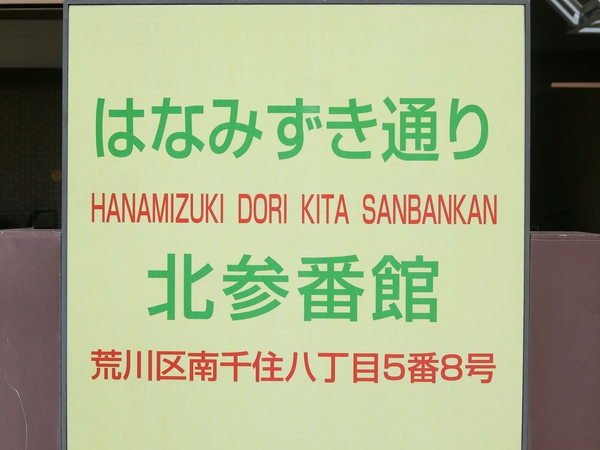 はなみずき通り
HANAMIZUKI DORI KITA SANBANKAN
北参番館
荒川区南千住八丁目5番8号